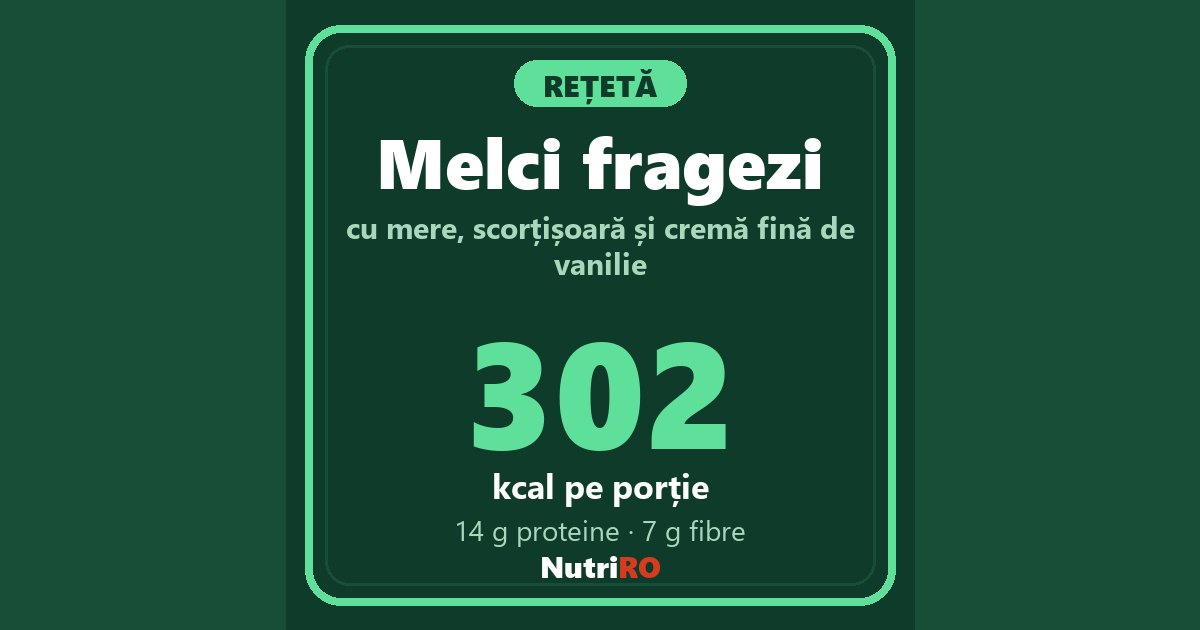 REȚETĂ
Melci fragezi
cu mere, scorțișoară și cremă fină de
vanilie
302
kcal pe porție
14 g proteine · 7 g fibre
NutriRO